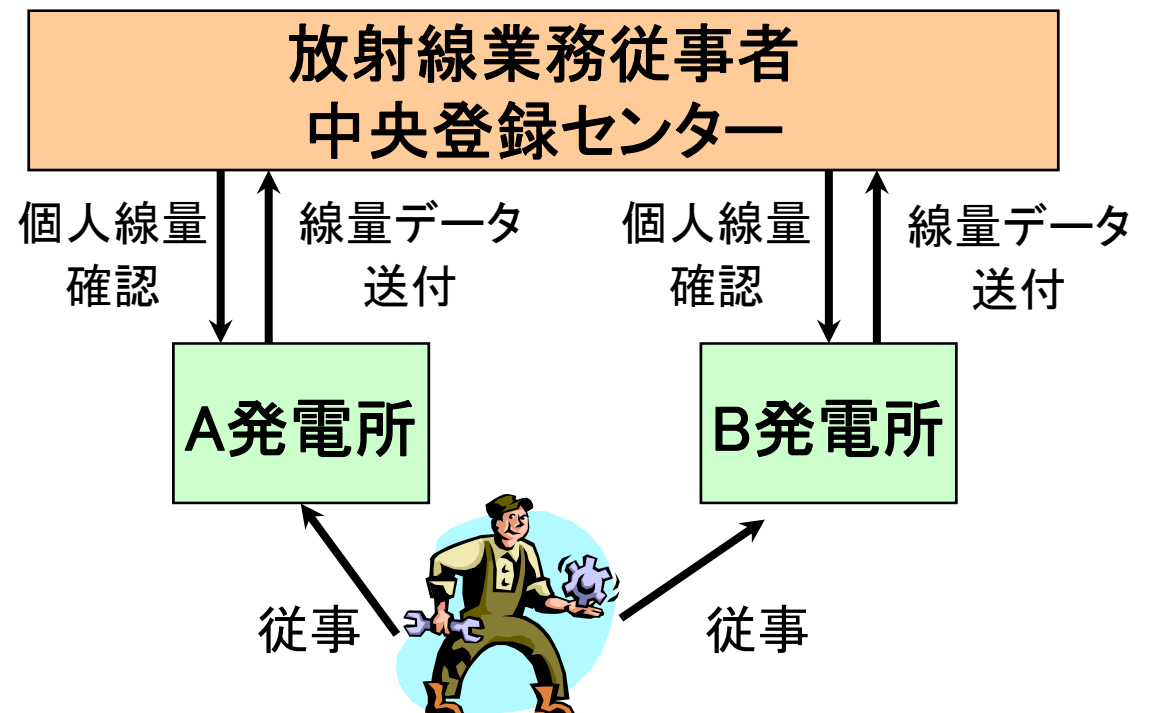 放射線業務従事者
中央登録センター
個人線量
確認
線量データ
送付
個人線量
確認
線量データ
送付
A発電所
B発電所
従事
従事